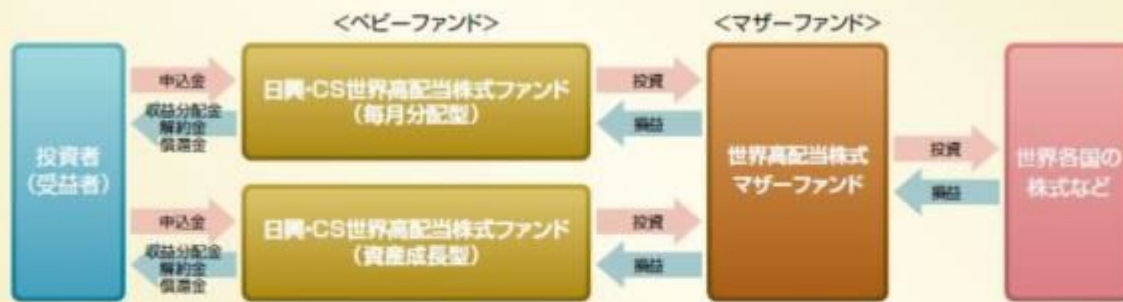 <ベビーファンド>
<マザーファンド>
投資者
(受益者)
申込金
収益分配金
解約金
償還金
日興・CS世界高配当株式ファンド
(毎月分配型)
投資
損益
申込金
収益分配金
解約金
償還金
日興・CS世界高配当株式ファンド
(資産成長型)
投資
損益
世界高配当株式
マザーファンド
投資
損益
世界各国の
株式など